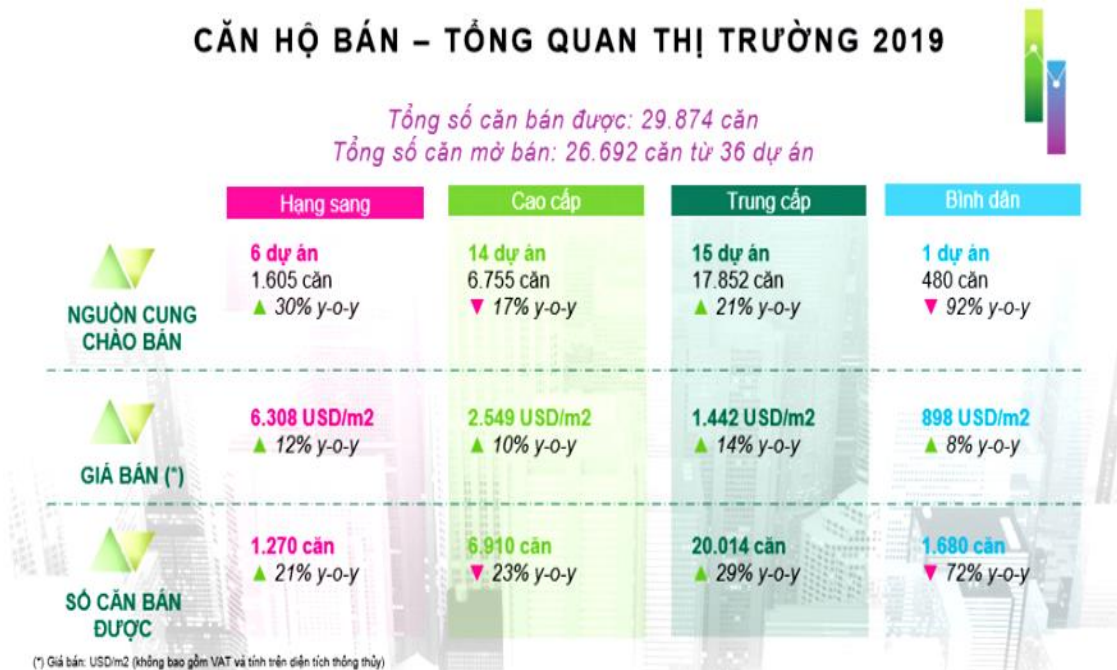 CĂN HỘ BÁN – TỔNG QUAN THỊ TRƯỜNG 2019
Tổng số căn bán được: 29.874 căn
Tổng số căn mở bán: 26.692 căn từ 36 dự án
Hạng sang
Cao cấp
Trung cấp
Bình dân
NGUỒN CUNG
CHÀO BÁN
6 dự án
1.605 căn
▲ 30% y-o-y
14 dự án
6.755 căn
▼ 17% y-o-y
15 dự án
17.852 căn
▲ 21% y-o-y
1 dự án
480 căn
▼ 92% y-o-y
GIÁ BÁN (*)
6.308 USD/m2
▲ 12% y-o-y
2.549 USD/m2
▲ 10% y-o-y
1.442 USD/m2
▲ 14% y-o-y
898 USD/m2
▲ 8% y-o-y
SỐ CĂN BÁN
ĐƯỢC
1.270 căn
▲ 21% y-o-y
6.910 căn
▼ 23% y-o-y
20.014 căn
▲ 29% y-o-y
1.680 căn
▼ 72% y-o-y
(*) Giá bán: USD/m2 (không bao gồm VAT và tính trên diện tích thông thủy)